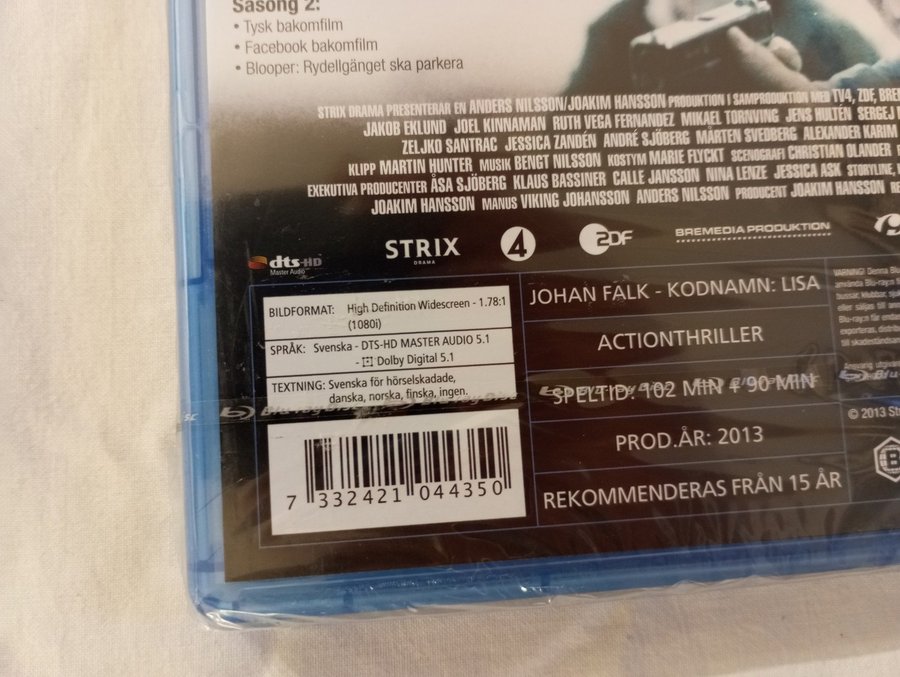 Säsong 2:
• Tysk bakomfilm
• Facebook bakomfilm
• Blooper: Rydellgänget ska parkera
STRIX DRAMA PRESENTERAR EN ANDERS NILSSON/JOAKIM HANSSON PRODUKTION I SAMPRODUKTION MED TV4, ZDF,
JAKOB EKLUND JOEL KINNAMAN RUTH VEGA FERNANDEZ MIKAEL TORNVING JENS HULTÉN SERGEJ
ZELJKO SANTRAC JESSICA ZANDÉN ANDRÉ SJÖBERG MÅRTEN SVEDBERG ALEXANDER KARIM
KLIPP MARTIN HUNTER MUSIK BENGT NILSSON KOSTYM MARIE FLYCKT SCENOGRAFI CHRISTIAN OLANDER
EXEKUTIVA PRODUCENTER ÅSA SJÖBERG KLAUS BASSINER CALLE JANSSON NINA LENZE JESSICA ASK STORYLINE,
JOAKIM HANSSON MANUS VIKING JOHANSSON ANDERS NILSSON PRODUCENT JOAKIM HANSSON
dts-HD
Master Audio
STRIX
DRAMA
4
ZDF
BREMEDIA PRODUKTION
BILDFORMAT: High Definition Widescreen - 1.78:1
(1080i)
SPRÅK: Svenska - DTS-HD MASTER AUDIO 5.1
- Dolby Digital 5.1
TEXTNING: Svenska för hörselskadade,
danska, norska, finska, ingen.
7 332421 044350
JOHAN FALK - KODNAMN: LISA
ACTIONTHRILLER
SPELTID: 102 MIN + 90 MIN
PROD.ÅR: 2013
REKOMMENDERAS FRÅN 15 ÅR
VARNING! Denna
© 2013